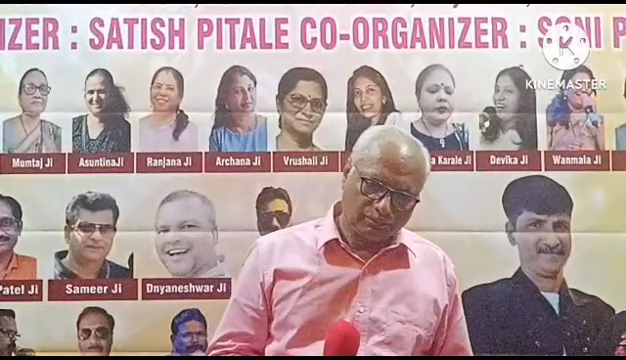 IZER : SATISH PITALE CO-ORGANIZER : SONI P
KINEMASTER
Mumtaj Ji
AsuntinaJi
Ranjana Ji
Archana Ji
Vrushali Ji
a Karale Ji
Devika Ji
Wanmala Ji
Patel Ji
Sameer Ji
Dnyaneshwar Ji